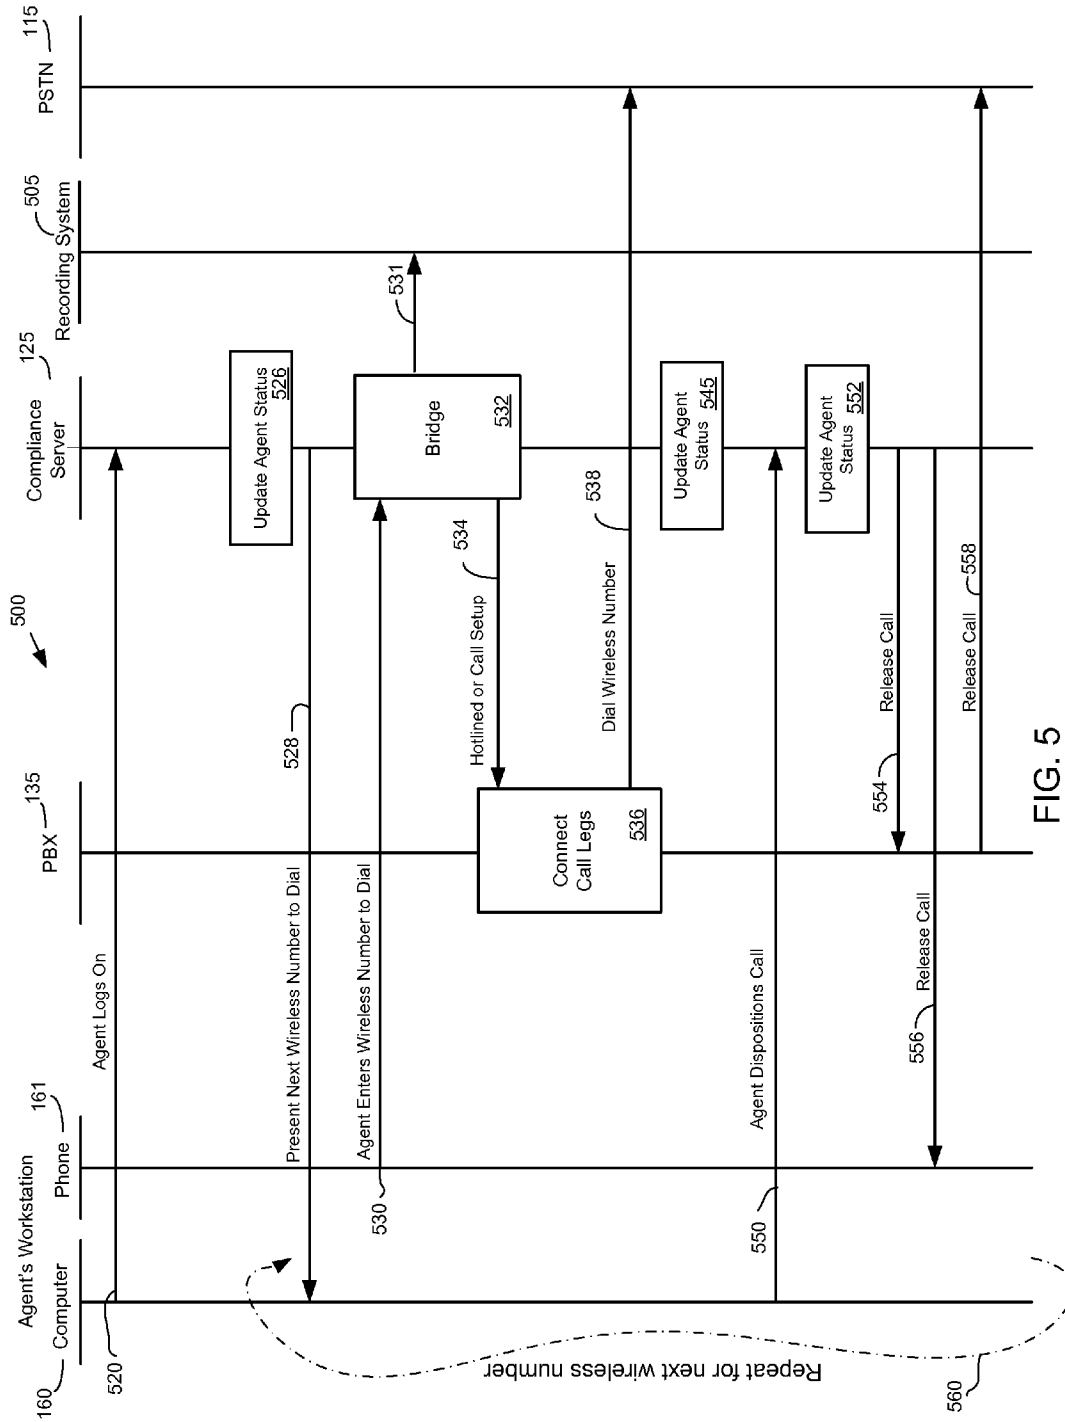 500
Agent's Workstation
160
Computer
Phone
161
PBX
135
Compliance
Server
125
Recording System
505
PSTN
115
Agent Logs On
520
Update Agent Status
526
Present Next Wireless Number to Dial
528
Agent Enters Wireless Number to Dial
530
Bridge
532
531
Hotlined or Call Setup
534
Connect
Call Legs
536
Dial Wireless Number
538
Update Agent
Status
545
Agent Dispositions Call
550
Update Agent
Status
552
Release Call
554
Release Call
556
Release Call
558
Repeat for next wireless number
560
FIG. 5